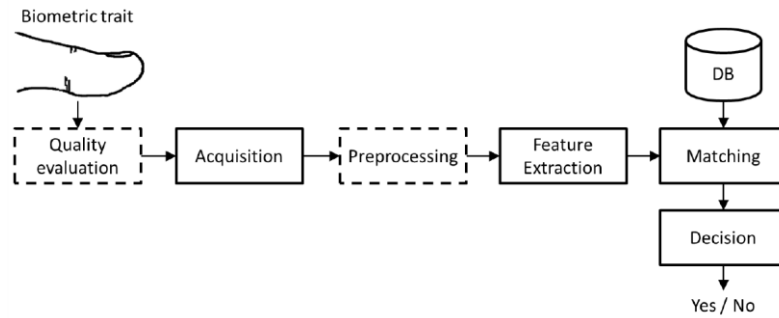 Biometric trait
DB
Quality
evaluation
Acquisition
Preprocessing
Feature
Extraction
Matching
Decision
Yes / No